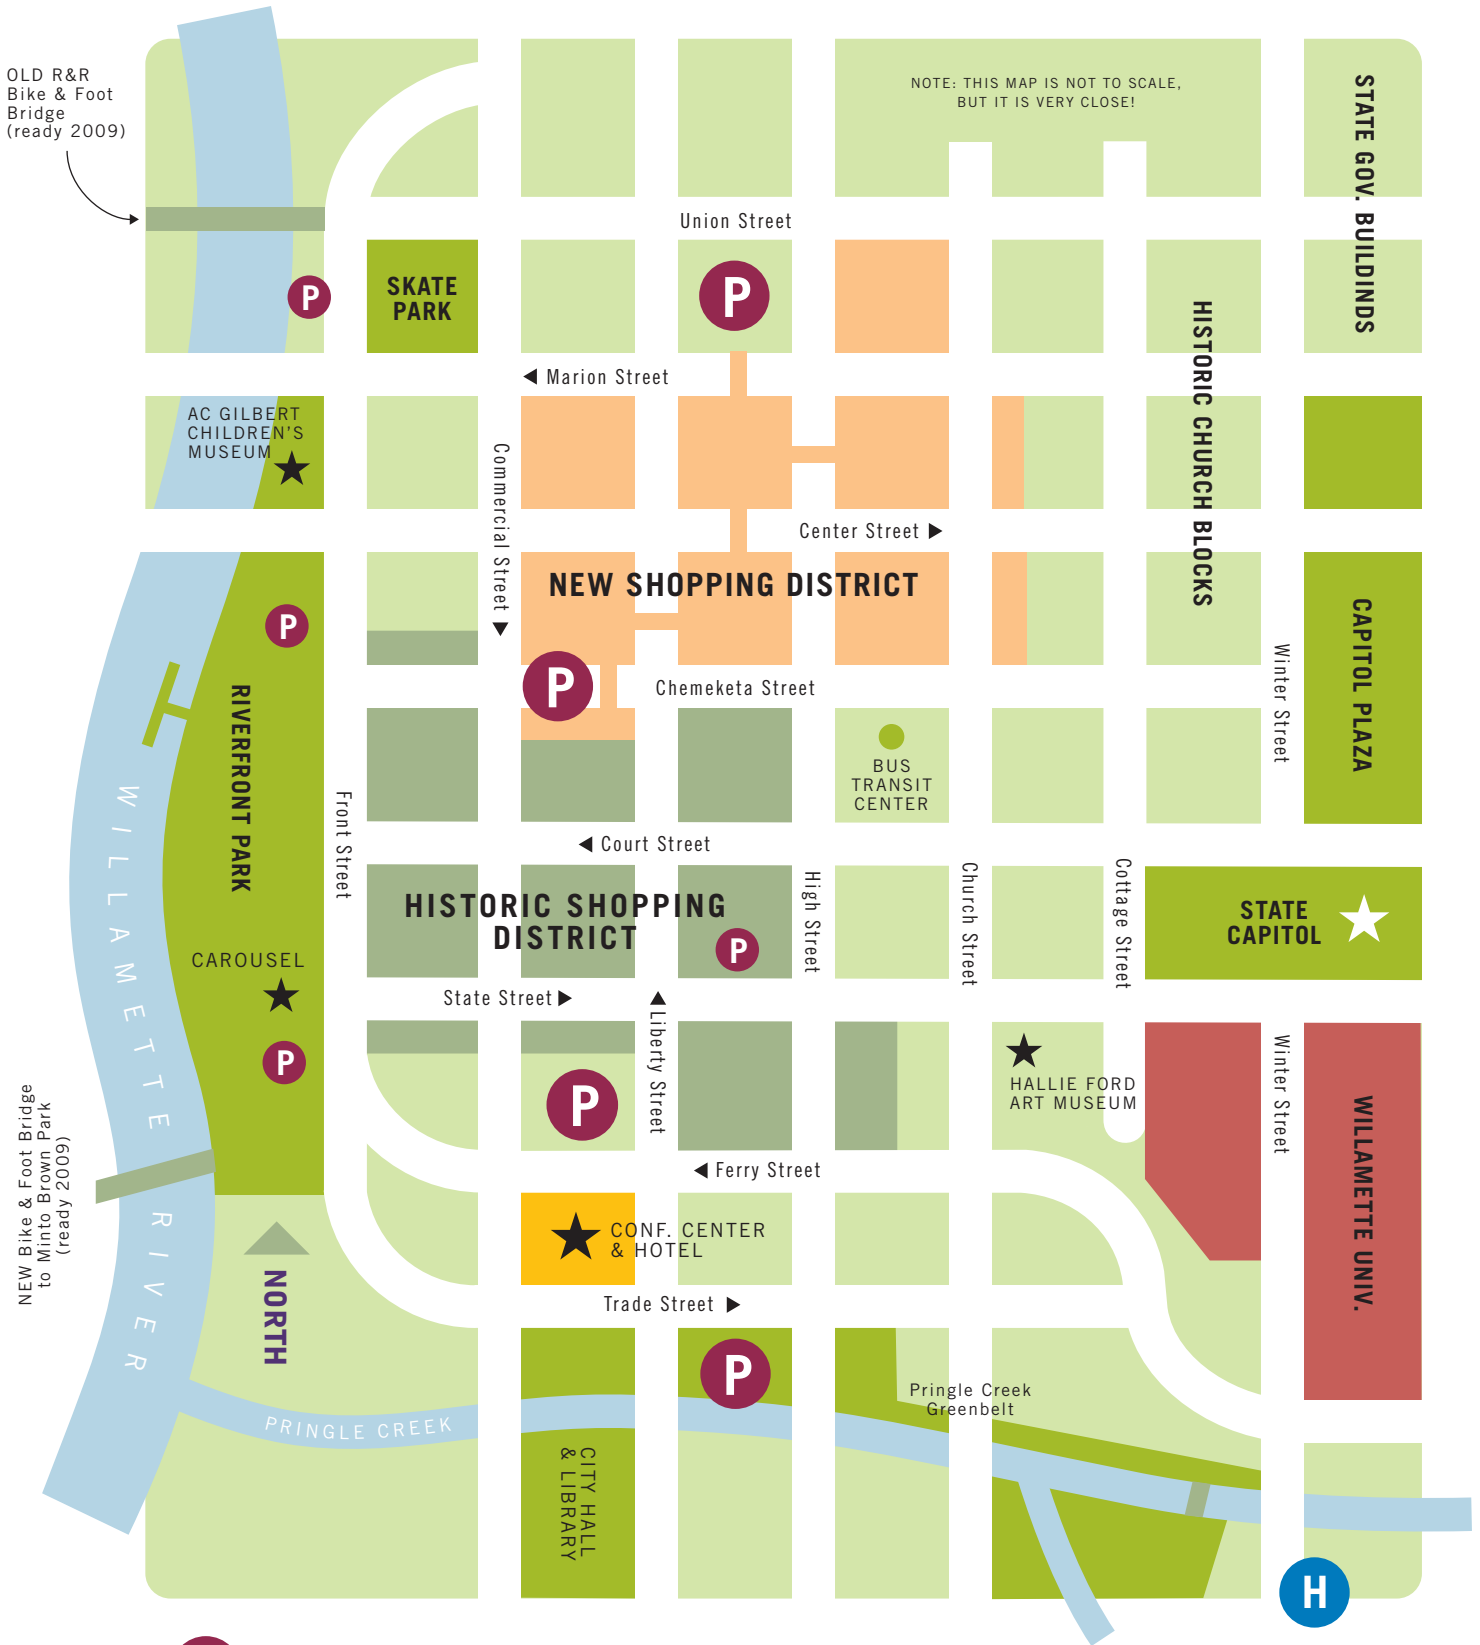 OLD R&R
Bike & Foot
Bridge
(ready 2009)
NOTE: THIS MAP IS NOT TO SCALE,
BUT IT IS VERY CLOSE!
STATE GOV. BUILDINDS
Union Street
P
SKATE
PARK
P
HISTORIC CHURCH BLOCKS
Marion Street
AC GILBERT
CHILDREN'S
MUSEUM
Commercial Street
Center Street
NEW SHOPPING DISTRICT
P
CAPITOL PLAZA
Winter Street
P
Chemeketa Street
RIVERFRONT PARK
BUS
TRANSIT
CENTER
WILLAMETTE RIVER
Front Street
Court Street
HISTORIC SHOPPING
DISTRICT
P
High Street
Church Street
Cottage Street
STATE
CAPITOL
CAROUSEL
State Street
Liberty Street
P
P
HALLIE FORD
ART MUSEUM
Winter Street
WILLAMETTE UNIV.
NEW Bike & Foot Bridge
to Minto Brown Park
(ready 2009)
Ferry Street
CONF. CENTER
& HOTEL
NORTH
Trade Street
P
Pringle Creek
Greenbelt
PRINGLE CREEK
CITY HALL
& LIBRARY
H